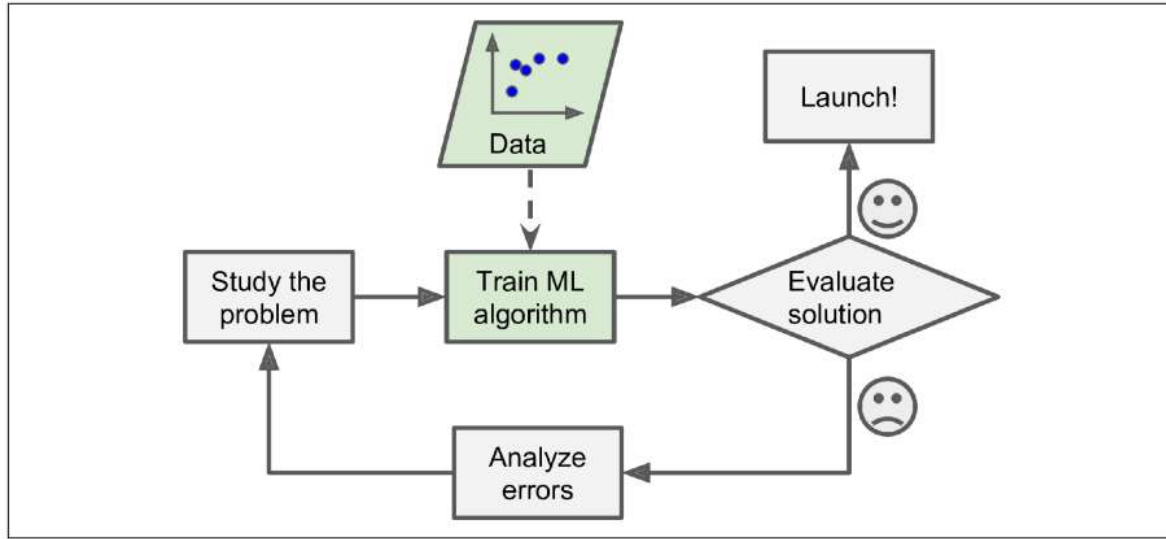 Data
Launch!
Study the
problem
Train ML
algorithm
Evaluate
solution
Analyze
errors